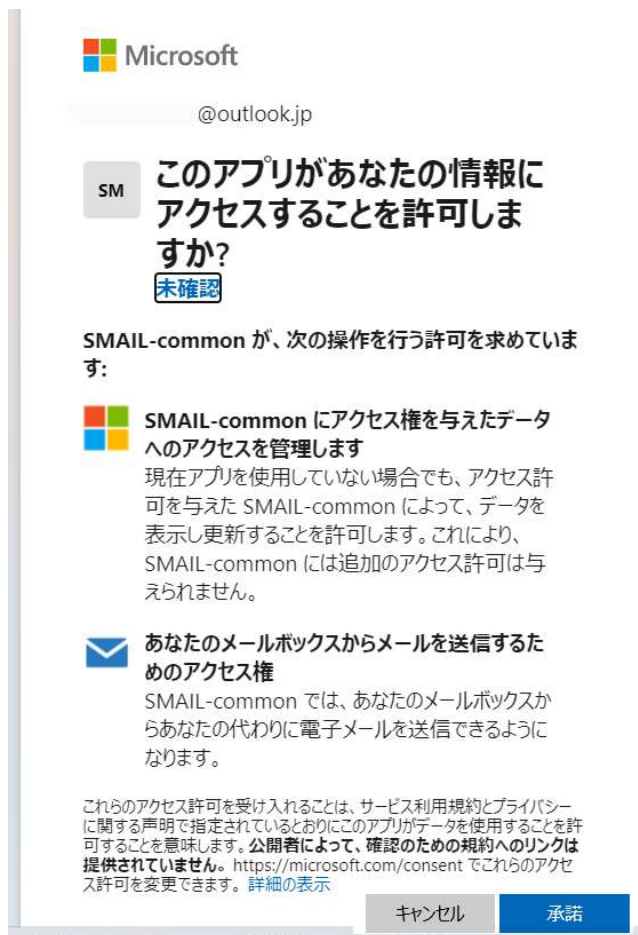 Microsoft
@outlook.jp
SM
このアプリがあなたの情報に
アクセスすることを許可しま
すか?
未確認
SMAIL-common が、次の操作を行う許可を求めていま
す:
SMAIL-common にアクセス権を与えたデータ
へのアクセスを管理します
現在アプリを使用していない場合でも、アクセス許
可を与えた SMAIL-common によって、データを
表示し更新することを許可します。これにより、
SMAIL-common には追加のアクセス許可は与
えられません。
あなたのメールボックスからメールを送信するた
めのアクセス権
SMAIL-common では、あなたのメールボックスか
らあなたの代わりに電子メールを送信できるように
なります。
これらのアクセス許可を受け入れることは、サービス利用規約とプライバシー
に関する声明で指定されているとおりにこのアプリがデータを使用することを許
可することを意味します。公開者によって、確認のための規約へのリンクは
提供されていません。https://microsoft.com/consent でこれらのアクセ
ス許可を変更できます。詳細の表示
キャンセル
承諾